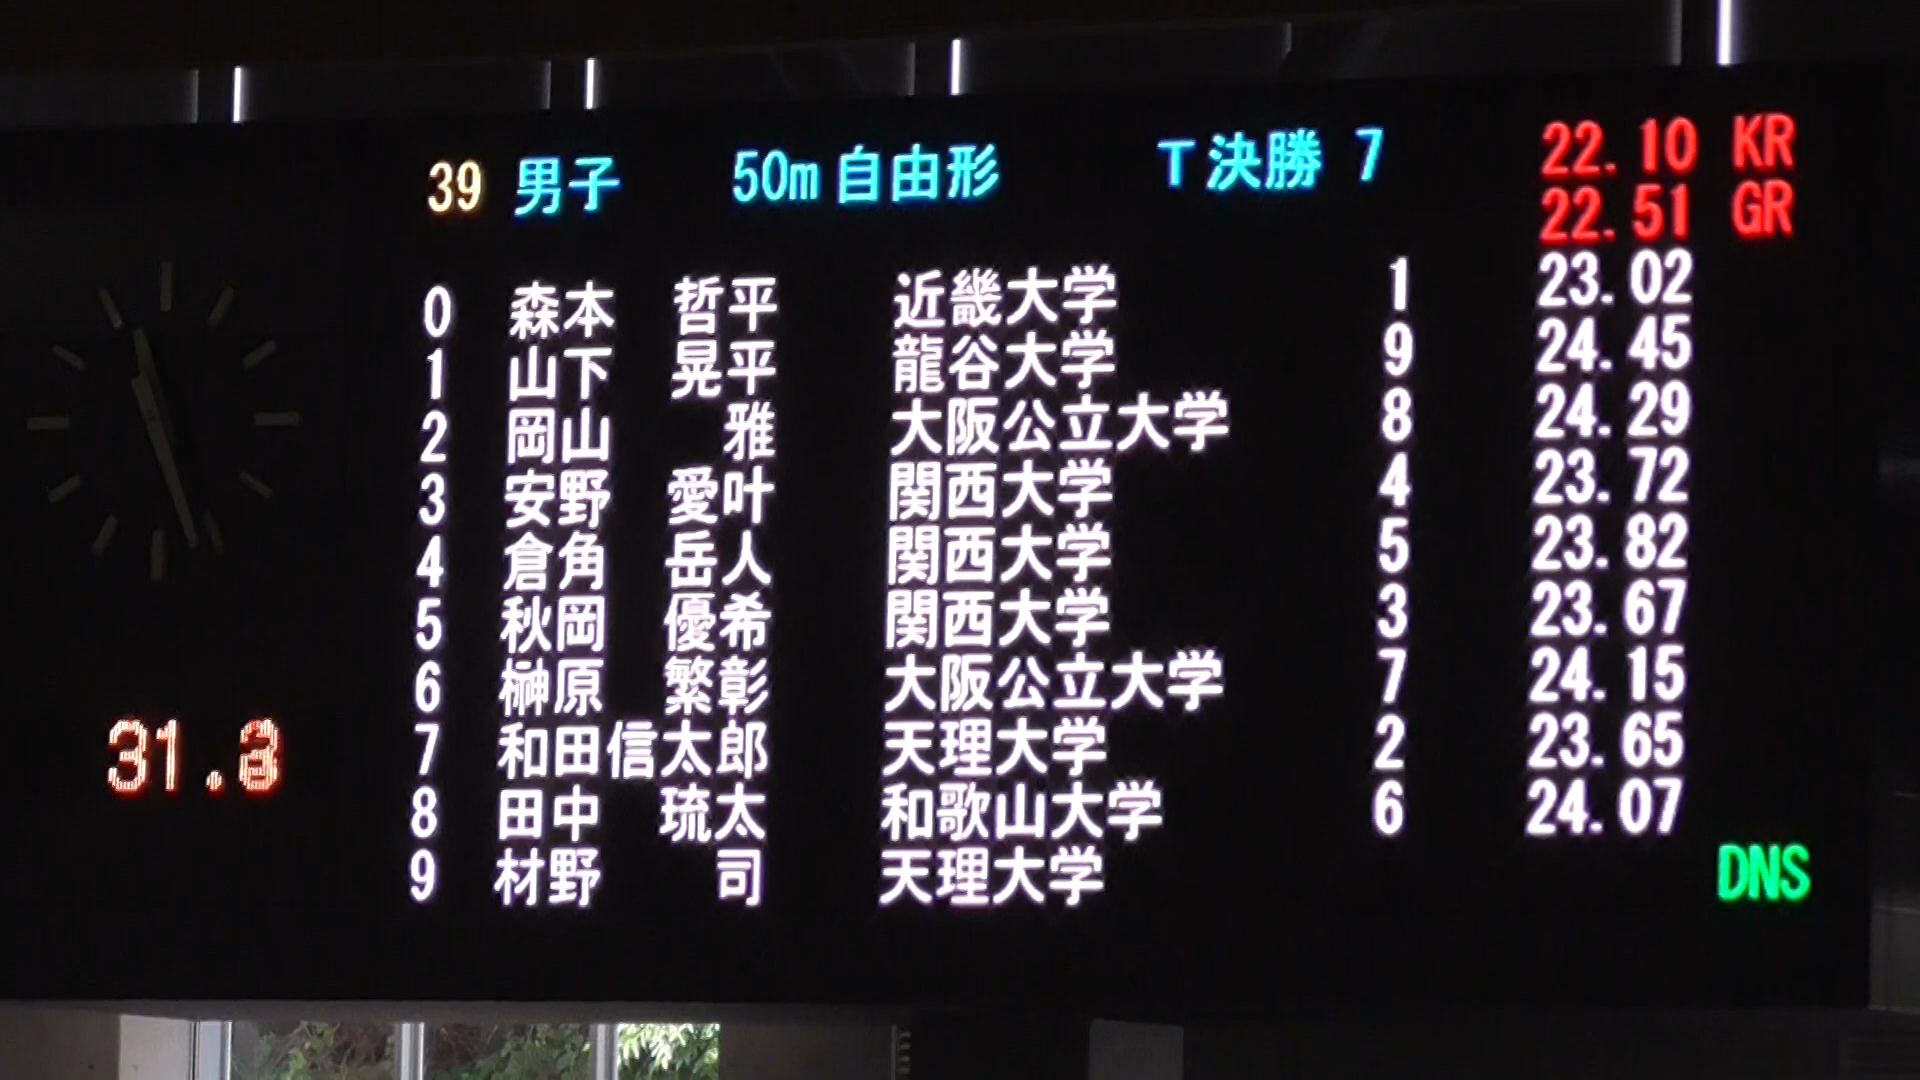 39 男子 50m 自由形 T決勝 7 22.10 KR
22.51 GR
0 森本 哲平 近畿大学 1 23.02
1 山下 晃平 龍谷大学 9 24.45
2 岡山 雅 大阪公立大学 8 24.29
3 安野 愛叶 関西大学 4 23.72
4 倉角 岳人 関西大学 5 23.82
5 秋岡 優希 関西大学 3 23.67
6 榊原 繁彰 大阪公立大学 7 24.15
7 和田信太郎 天理大学 2 23.65
8 田中 琉太 和歌山大学 6 24.07
9 材野 司 天理大学 DNS